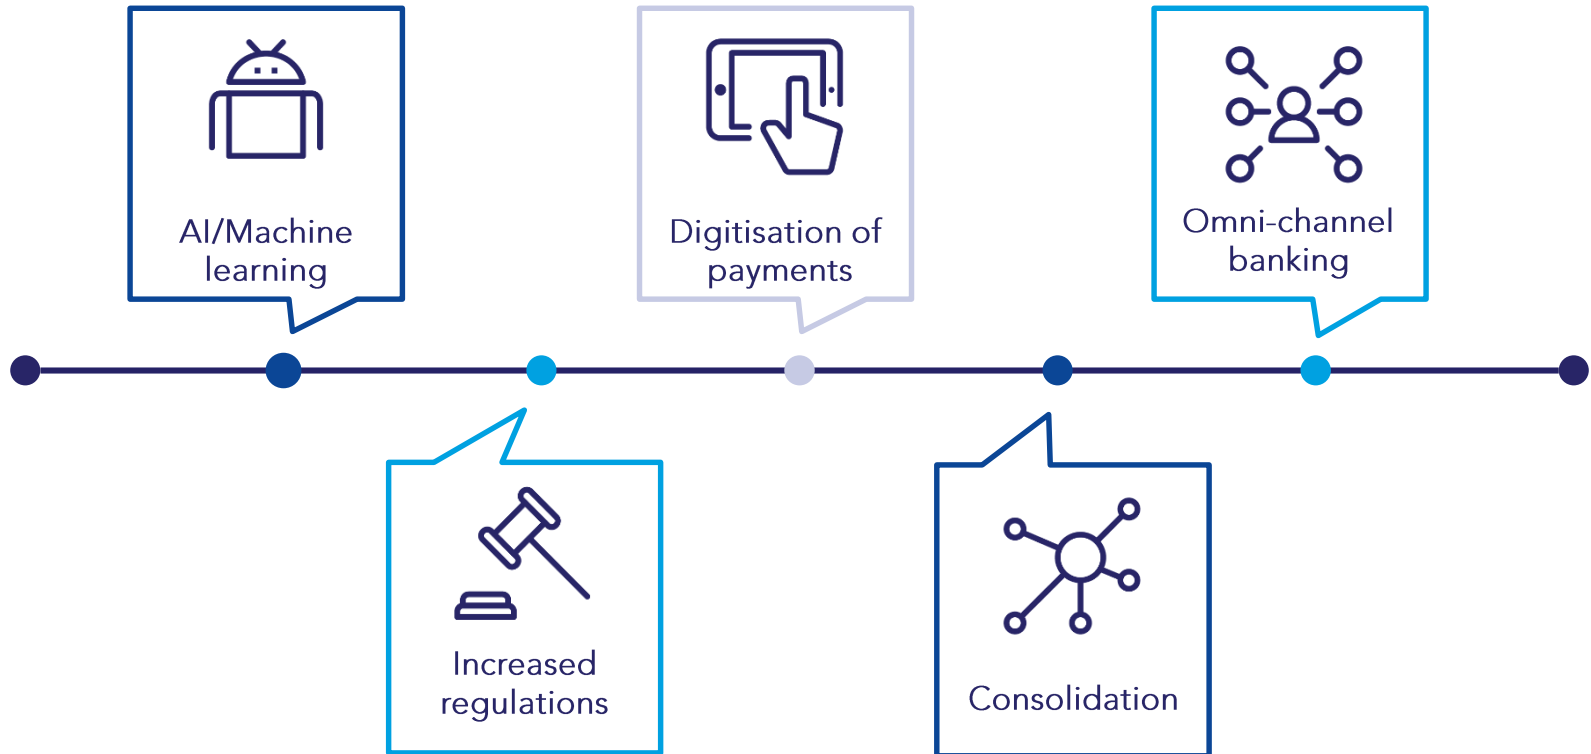 AI/Machine
learning
Digitisation of
payments
Omni-channel
banking
Increased
regulations
Consolidation